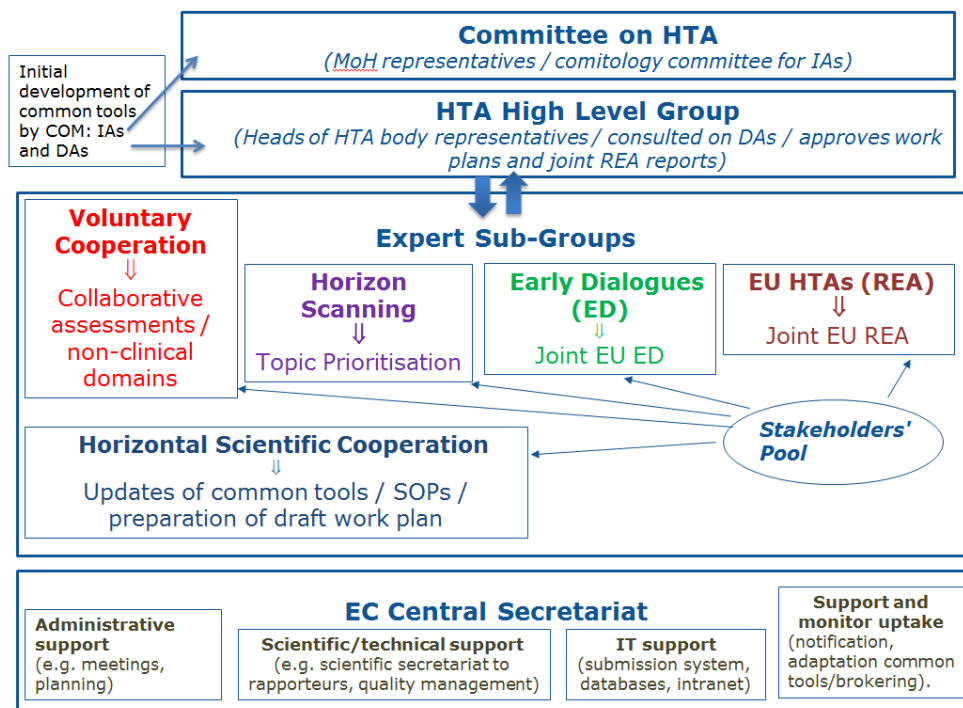 Committee on HTA
(MoH representatives / comitology committee for IAs)
Initial
development of
common tools
by COM: IAs
and DAs
HTA High Level Group
(Heads of HTA body representatives / consulted on DAs / approves work
plans and joint REA reports)
Expert Sub-Groups
Voluntary
Cooperation
⇓
Collaborative
assessments /
non-clinical
domains
Horizon
Scanning
⇓
Topic Prioritisation
Early Dialogues
(ED)
⇓
Joint EU ED
EU HTAs (REA)
⇓
Joint EU REA
Stakeholders'
Pool
Horizontal Scientific Cooperation
⇓
Updates of common tools / SOPs /
preparation of draft work plan
EC Central Secretariat
Administrative
support
(e.g. meetings,
planning)
Scientific/technical support
(e.g. scientific secretariat to
rapporteurs, quality management)
IT support
(submission system,
databases, intranet)
Support and
monitor uptake
(notification,
adaptation common
tools/brokering).